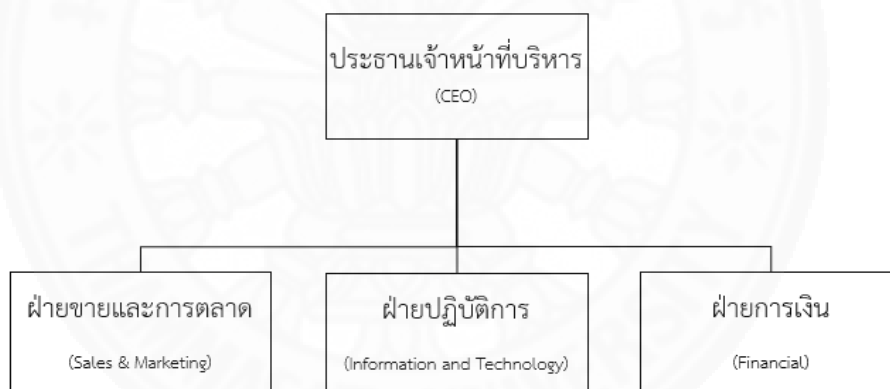 ประธานเจ้าหน้าที่บริหาร
(CEO)
ฝ่ายขายและการตลาด
(Sales & Marketing)
ฝ่ายปฏิบัติการ
(Information and Technology)
ฝ่ายการเงิน
(Financial)